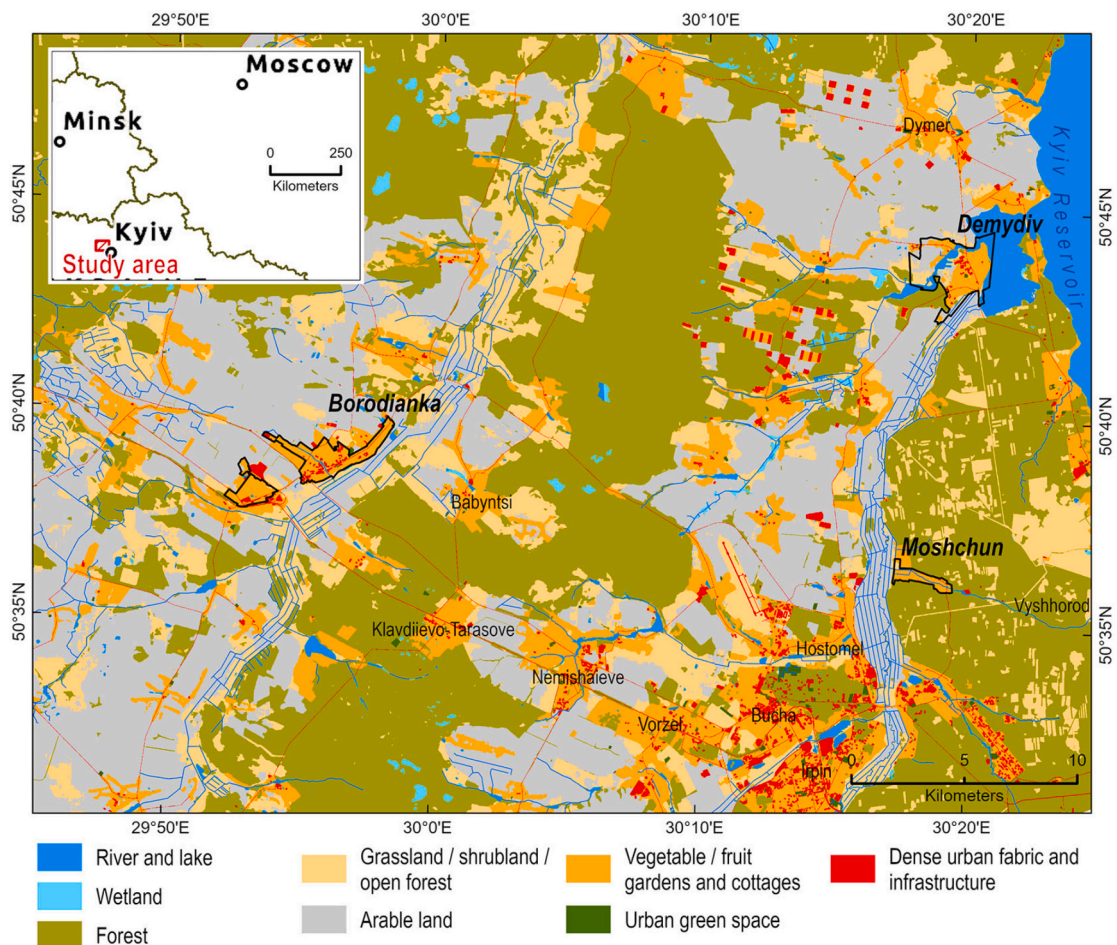 29°50'E
30°0'E
30°10'E
30°20'E
Moscow
Minsk
0
250
Kilometers
Kyiv
Study area
50°45'N
50°45'N
Dymer
Kyiv Reservoir
Demydiv
50°40'N
50°40'N
Borodianka
Babyntsi
Moshchun
Vyshhorod
50°35'N
50°35'N
Klavdiievo-Tarasove
Hostomel
Nemishaieve
Vorzel
Bucha
Irpin
0
5
10
Kilometers
29°50'E
30°0'E
30°10'E
30°20'E
River and lake
Wetland
Forest
Grassland / shrubland /
open forest
Arable land
Vegetable / fruit
gardens and cottages
Urban green space
Dense urban fabric and
infrastructure